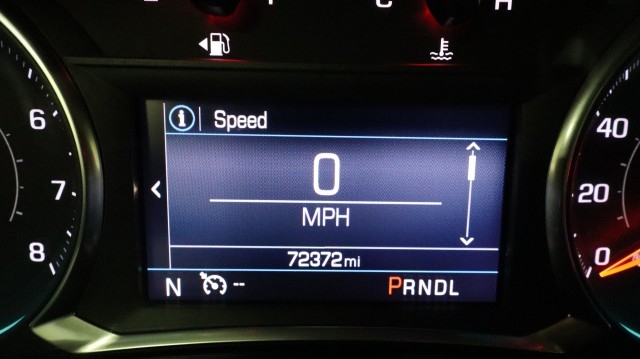 C H
Speed
0
MPH
72372 mi
N -- PRNDL
6
7
8
40
20
0